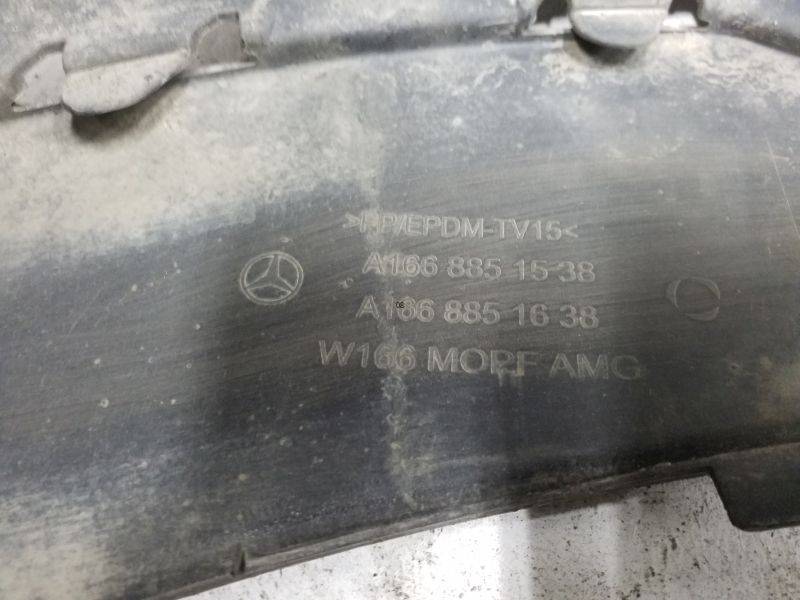 >PP/EPDM-TV15<
A166 885 15 38
A166 885 16 38
W166 MOPF AMG